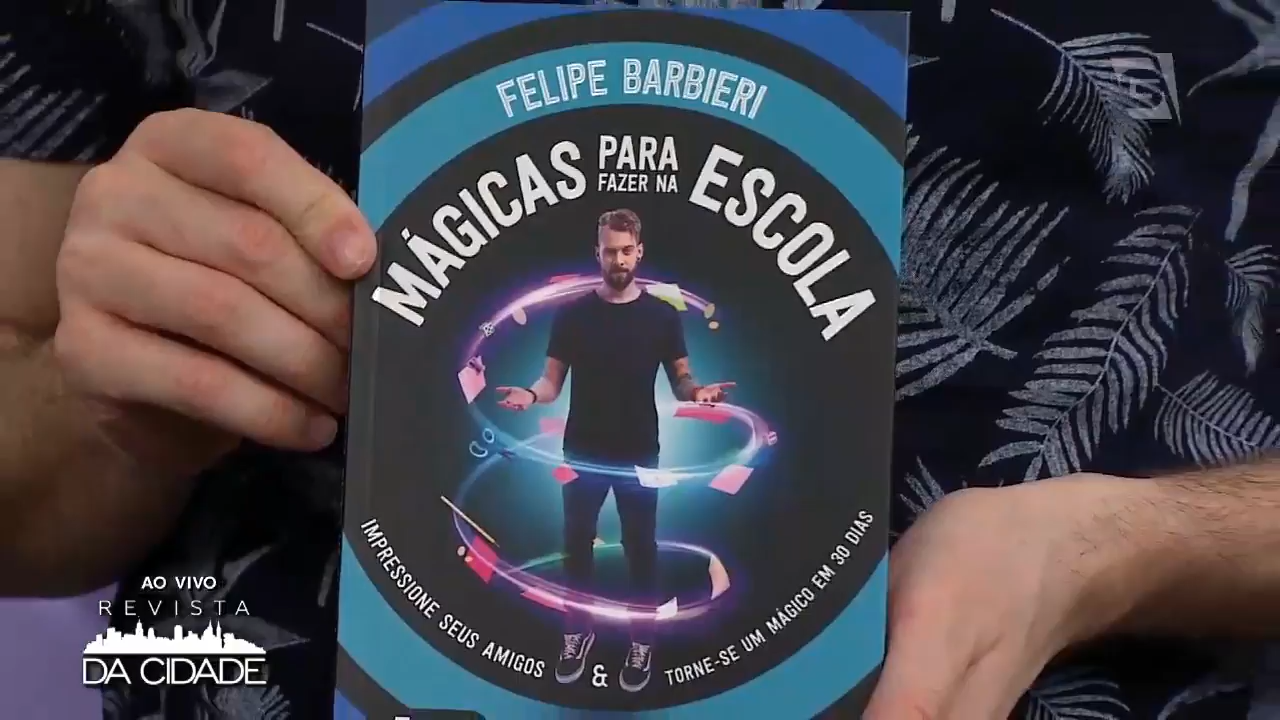 FELIPE BARBIERI
MÁGICAS PARA FAZER NA ESCOLA
IMPRESSIONE SEUS AMIGOS
&
TORNE-SE UM MÁGICO EM 30 DIAS
AO VIVO
REVISTA
DA CIDADE